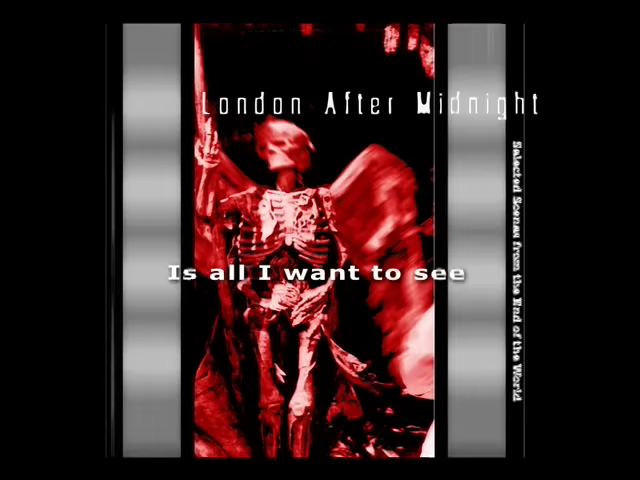 London After Midnight
Selected Scenes from the End of the World
Is all I want to see